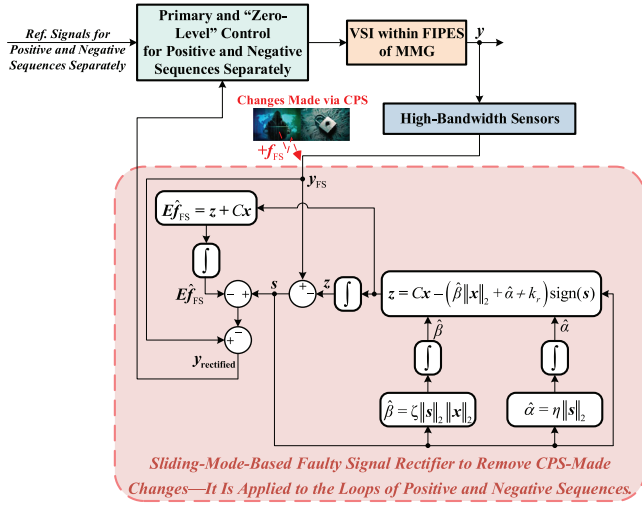 Ref. Signals for
Positive and Negative
Sequences Separately
Primary and “Zero-
Level” Control
for Positive and Negative
Sequences Separately
VSI within FIPES
of MMG
y
Changes Made via CPS
+f_FS
High-Bandwidth Sensors
y_FS
Ef̂_FS = z + Cx
∫
Ef̂_FS
- +
s
+ -
z
∫
z = Cx − (β̂‖x‖₂ + α̂ + k_r)sign(s)
+ -
y_rectified
β̂
α̂
∫
∫
β̂ = ζ‖s‖₂‖x‖₂
α̂ = η‖s‖₂
Sliding-Mode-Based Faulty Signal Rectifier to Remove CPS-Made
Changes—It Is Applied to the Loops of Positive and Negative Sequences.